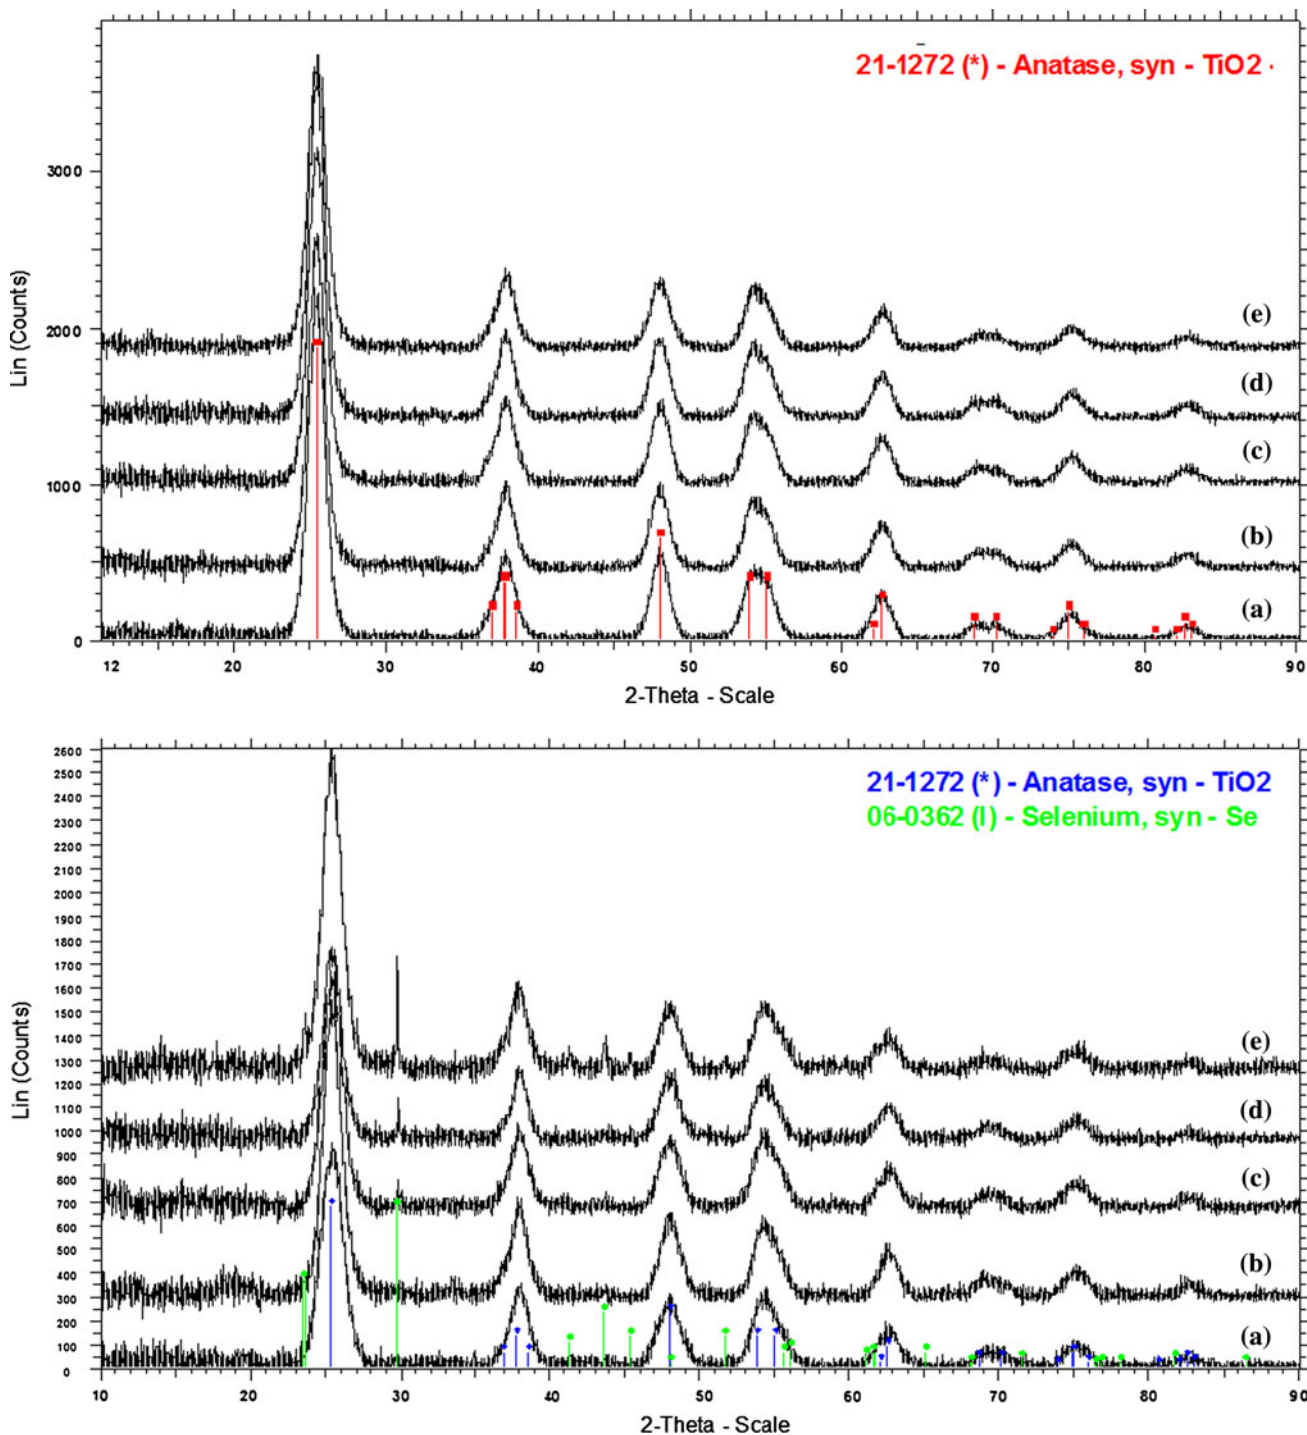 21-1272 (*) - Anatase, syn - TiO2
3000
2000
1000
0
Lin (Counts)
(e)
(d)
(c)
(b)
(a)
12 20 30 40 50 60 70 80 90
2-Theta - Scale
21-1272 (*) - Anatase, syn - TiO2
06-0362 (I) - Selenium, syn - Se
2600
2500
2400
2300
2200
2100
2000
1900
1800
1700
1600
1500
1400
1300
1200
1100
1000
900
800
700
600
500
400
300
200
100
0
Lin (Counts)
(e)
(d)
(c)
(b)
(a)
10 20 30 40 50 60 70 80 90
2-Theta - Scale